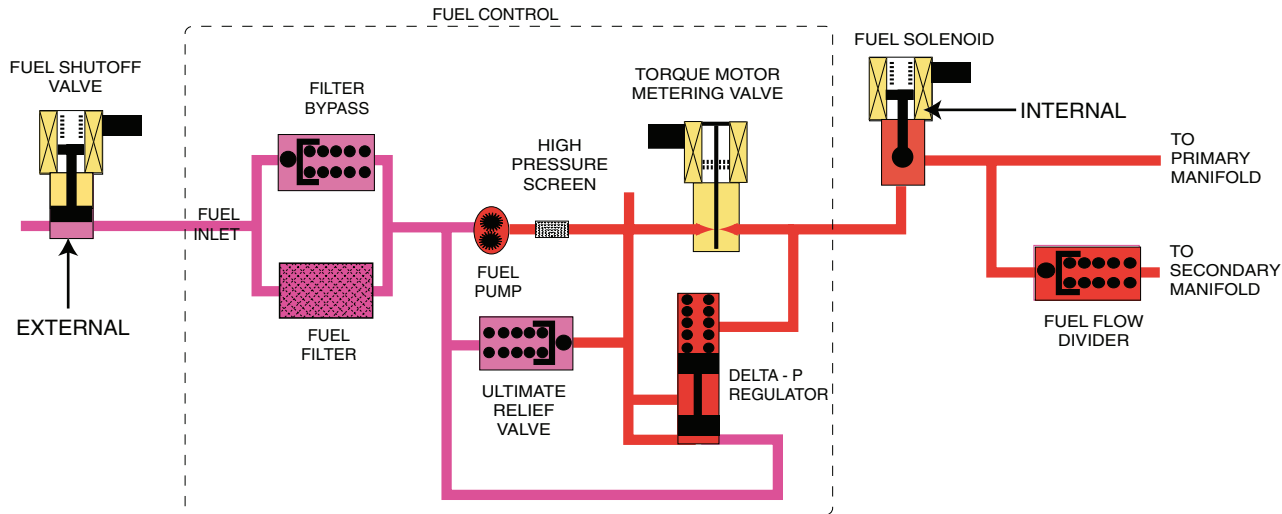 FUEL CONTROL
FUEL SHUTOFF
VALVE
FILTER
BYPASS
HIGH
PRESSURE
SCREEN
TORQUE MOTOR
METERING VALVE
FUEL SOLENOID
INTERNAL
TO
PRIMARY
MANIFOLD
FUEL
INLET
EXTERNAL
FUEL
FILTER
FUEL
PUMP
ULTIMATE
RELIEF
VALVE
DELTA - P
REGULATOR
TO
SECONDARY
MANIFOLD
FUEL FLOW
DIVIDER